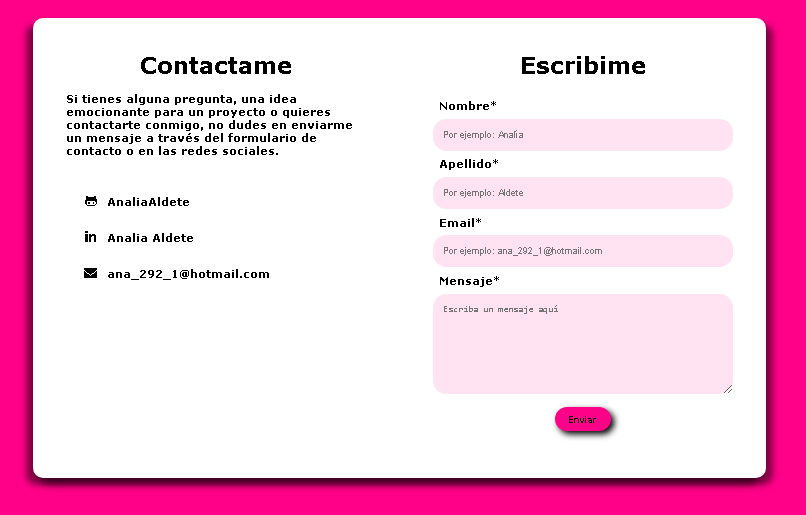 Contactame
Si tienes alguna pregunta, una idea
emocionante para un proyecto o quieres
contactarte conmigo, no dudes en enviarme
un mensaje a través del formulario de
contacto o en las redes sociales.
AnaliaAldete
Analia Aldete
ana_292_1@hotmail.com
Escribime
Nombre*
Por ejemplo: Analia
Apellido*
Por ejemplo: Aldete
Email*
Por ejemplo: ana_292_1@hotmail.com
Mensaje*
Escriba un mensaje aquí
Enviar